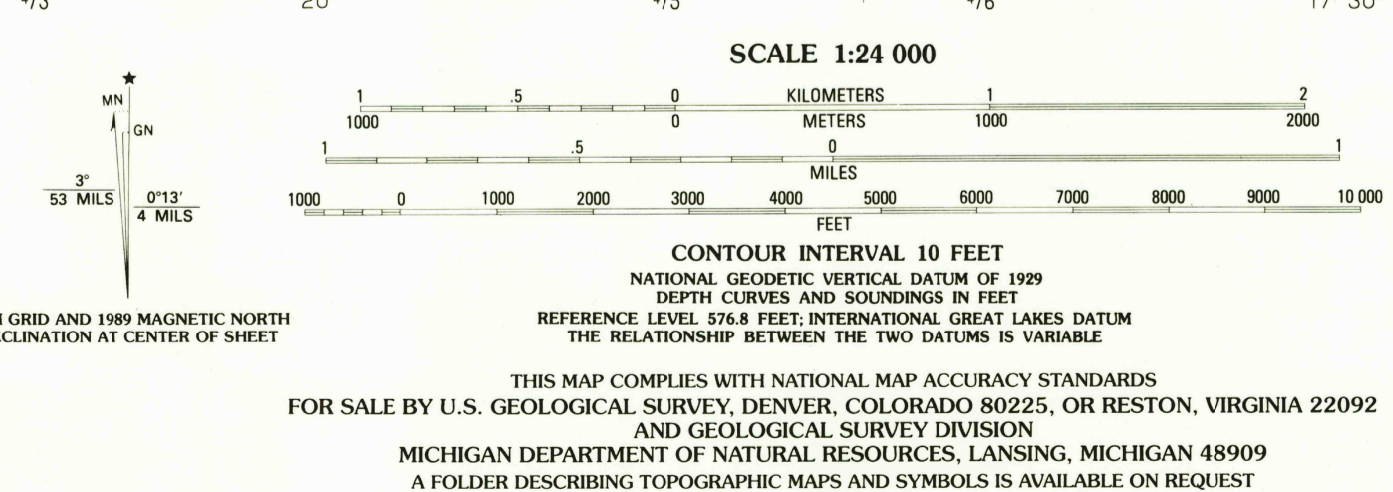 20
SCALE 1:24 000
MN
GN
3°
53 MILS
0°13′
4 MILS
1 .5 0 KILOMETERS 1 2
1000 0 METERS 1000 2000
1 .5 0 1
MILES
1000 0 1000 2000 3000 4000 5000 6000 7000 8000 9000 10 000
FEET
GRID AND 1989 MAGNETIC NORTH
CLINATION AT CENTER OF SHEET
CONTOUR INTERVAL 10 FEET
NATIONAL GEODETIC VERTICAL DATUM OF 1929
DEPTH CURVES AND SOUNDINGS IN FEET
REFERENCE LEVEL 576.8 FEET; INTERNATIONAL GREAT LAKES DATUM
THE RELATIONSHIP BETWEEN THE TWO DATUMS IS VARIABLE
THIS MAP COMPLIES WITH NATIONAL MAP ACCURACY STANDARDS
FOR SALE BY U.S. GEOLOGICAL SURVEY, DENVER, COLORADO 80225, OR RESTON, VIRGINIA 22092
AND GEOLOGICAL SURVEY DIVISION
MICHIGAN DEPARTMENT OF NATURAL RESOURCES, LANSING, MICHIGAN 48909
A FOLDER DESCRIBING TOPOGRAPHIC MAPS AND SYMBOLS IS AVAILABLE ON REQUEST